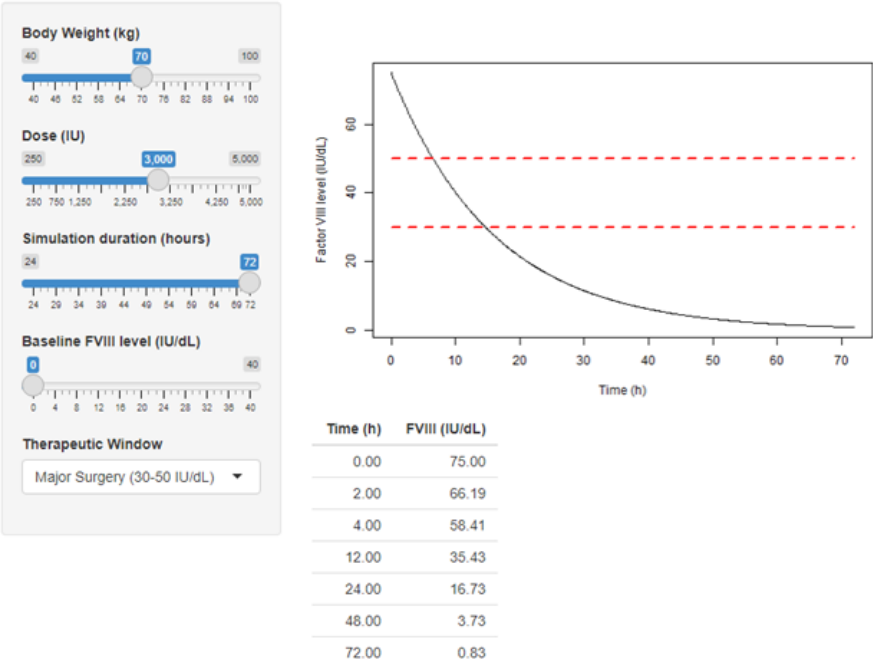 Body Weight (kg)
40 70 100
40 46 52 58 64 70 76 82 88 94 100
Dose (IU)
250 3,000 5,000
250 750 1,250 2,250 3,250 4,250 5,000
Simulation duration (hours)
24 72
24 29 34 39 44 49 54 59 64 69 72
Baseline FVIII level (IU/dL)
0 40
0 4 8 12 16 20 24 28 32 36 40
Therapeutic Window
Major Surgery (30-50 IU/dL)
Factor VIII level (IU/dL)
60
40
20
0
0 10 20 30 40 50 60 70
Time (h)
Time (h) FVIII (IU/dL)
0.00 75.00
2.00 66.19
4.00 58.41
12.00 35.43
24.00 16.73
48.00 3.73
72.00 0.83